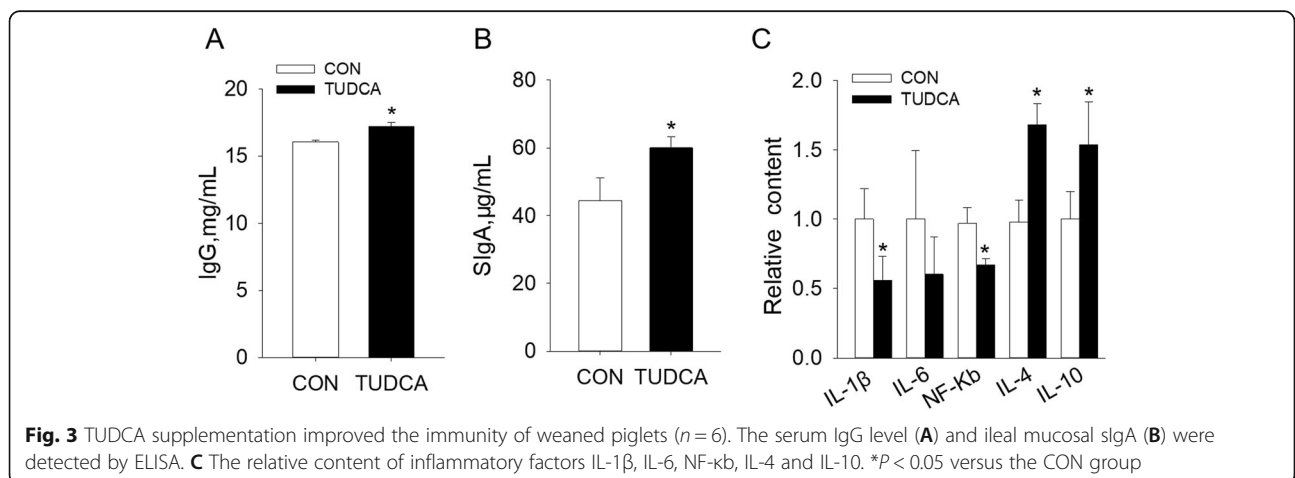 A
B
C
CON
TUDCA
CON
TUDCA
20
15
10
5
0
IgG,mg/mL
*
CON TUDCA
80
60
40
20
0
SIgA,µg/mL
*
CON TUDCA
2.0
1.5
1.0
0.5
0.0
Relative content
* * * *
IL-1β IL-6 NF-Kb IL-4 IL-10
Fig. 3 TUDCA supplementation improved the immunity of weaned piglets (n = 6). The serum IgG level (A) and ileal mucosal sIgA (B) were
detected by ELISA. C The relative content of inflammatory factors IL-1β, IL-6, NF-κb, IL-4 and IL-10. *P < 0.05 versus the CON group